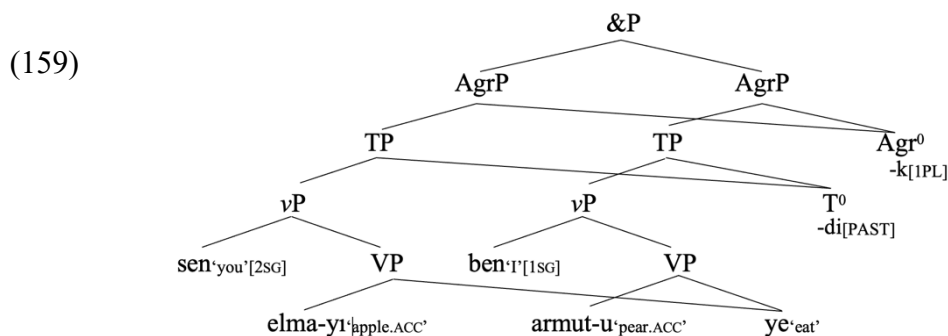 &P
(159)
AgrP AgrP
TP TP Agr⁰
-k[1PL]
vP vP T⁰
-di[PAST]
sen‘you’[2SG] VP ben‘I’[1SG] VP
elma-yı‘apple.ACC’ armut-u‘pear.ACC’ ye‘eat’